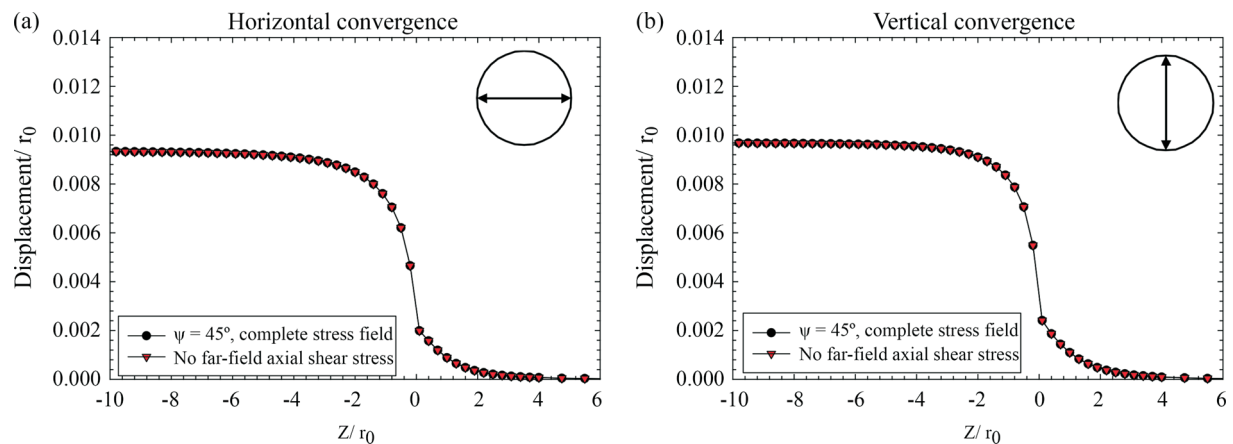 (a) Horizontal convergence
0.014
0.012
0.010
0.008
0.006
0.004
0.002
0.000
Displacement/ r0
ψ = 45º, complete stress field
No far-field axial shear stress
-10 -8 -6 -4 -2 0 2 4 6
Z/ r0
(b) Vertical convergence
0.014
0.012
0.010
0.008
0.006
0.004
0.002
0.000
Displacement/ r0
ψ = 45º, complete stress field
No far-field axial shear stress
-10 -8 -6 -4 -2 0 2 4 6
Z/ r0